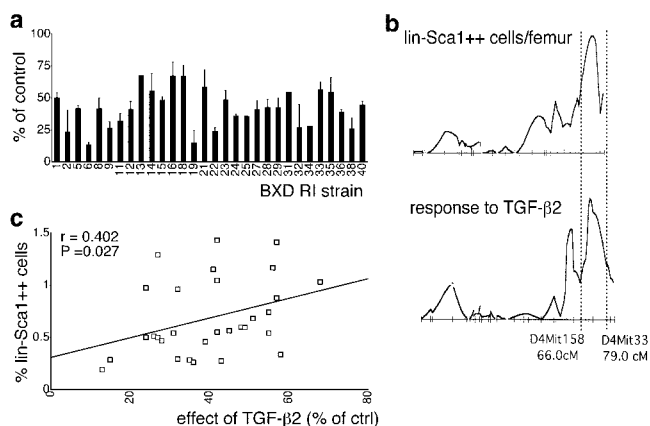 a
100
75
50
25
0
% of control
1 2 5 6 8 9 11 12 13 14 15 16 18 19 21 22 23 24 25 27 28 29 31 32 34 33 35 36 38 40
BXD RI strain
b
lin-Sca1++ cells/femur
response to TGF-β2
D4Mit158 D4Mit33
66.0cM 79.0 cM
c
r = 0.402
P =0.027
1.5
1
0.5
0
% lin-Sca1++ cells
0 20 40 60 80
effect of TGF-β2 (% of ctrl)